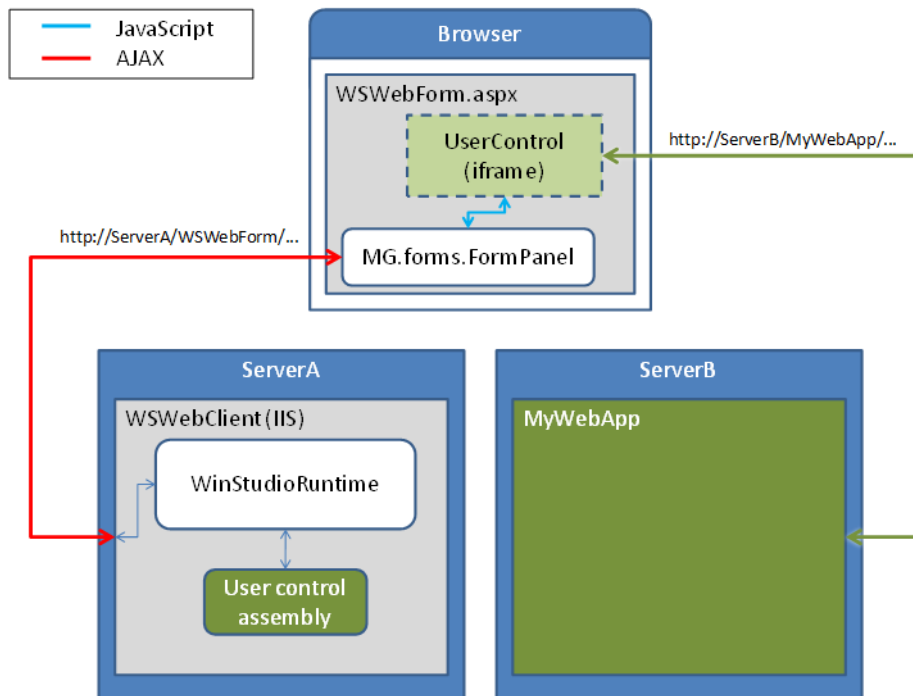 JavaScript
AJAX
Browser
WSWebForm.aspx
UserControl
(iframe)
http://ServerB/MyWebApp/...
http://ServerA/WSWebForm/...
MG.forms.FormPanel
ServerA
WSWebClient (IIS)
WinStudioRuntime
User control
assembly
ServerB
MyWebApp